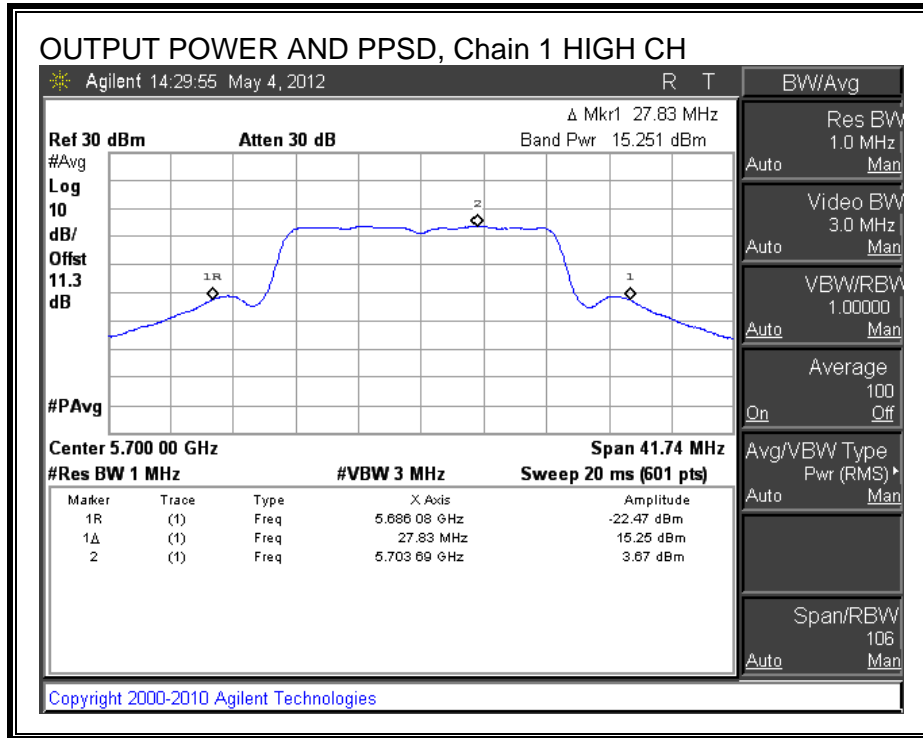 OUTPUT POWER AND PPSD, Chain 1 HIGH CH
Agilent 14:29:55 May 4, 2012 R T
Δ Mkr1 27.83 MHz
Ref 30 dBm Atten 30 dB Band Pwr 15.251 dBm
#Avg
Log
10
dB/
Offst
11.3
dB
2
1R
1
#PAvg
Center 5.700 00 GHz Span 41.74 MHz
#Res BW 1 MHz #VBW 3 MHz Sweep 20 ms (601 pts)
Marker Trace Type X Axis Amplitude
1R (1) Freq 5.686 08 GHz -22.47 dBm
1Δ (1) Freq 27.83 MHz 15.25 dBm
2 (1) Freq 5.703 69 GHz 3.67 dBm
Copyright 2000-2010 Agilent Technologies
BW/Avg
Res BW
1.0 MHz
Auto Man
Video BW
3.0 MHz
Auto Man
VBW/RBW
1.00000
Auto Man
Average
100
On Off
Avg/VBW Type
Pwr (RMS)
Auto Man
Span/RBW
106
Auto Man